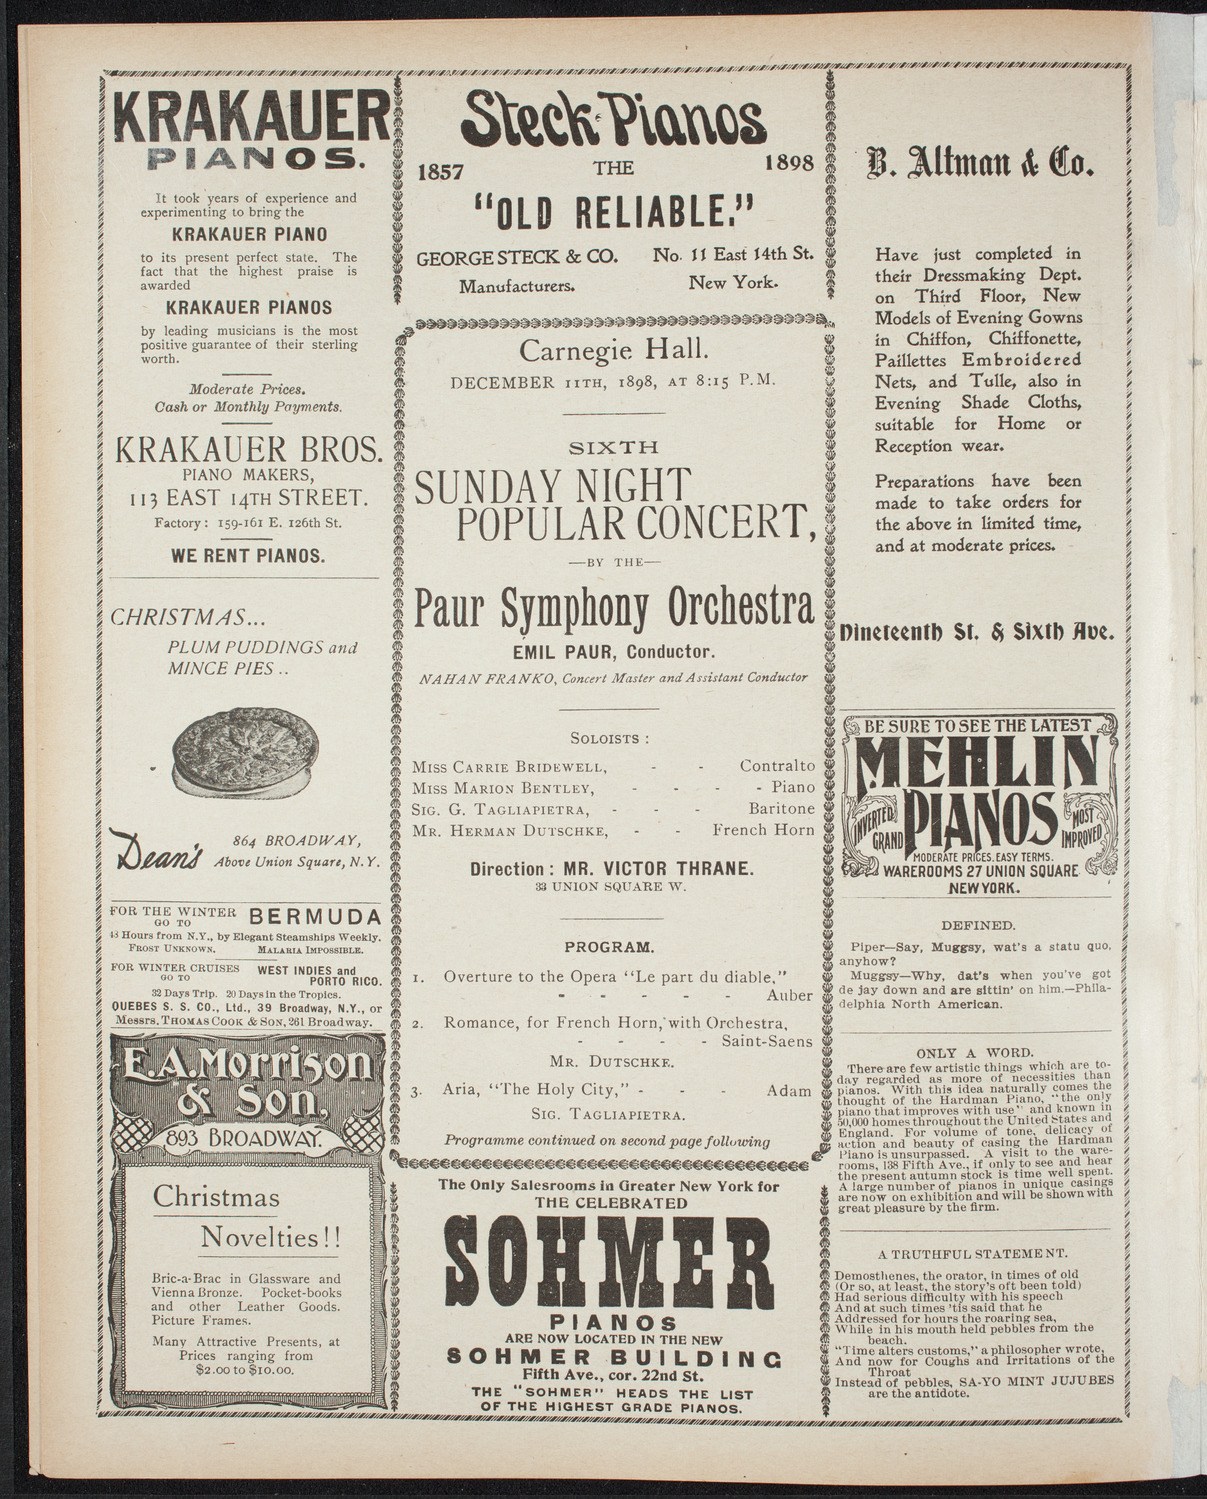 KRAKAUER
PIANOS.
It took years of experience and
experimenting to bring the
KRAKAUER PIANO
to its present perfect state. The
fact that the highest praise is
awarded
KRAKAUER PIANOS
by leading musicians is the most
positive guarantee of their sterling
worth.
Moderate Prices.
Cash or Monthly Payments.
KRAKAUER BROS.
PIANO MAKERS,
113 EAST 14TH STREET.
Factory: 159-161 E. 126th St.
WE RENT PIANOS.
CHRISTMAS...
PLUM PUDDINGS and
MINCE PIES ..
Dean's
864 BROADWAY,
Above Union Square, N. Y.
FOR THE WINTER
GO TO
BERMUDA
48 Hours from N.Y., by Elegant Steamships Weekly.
FROST UNKNOWN. MALARIA IMPOSSIBLE.
FOR WINTER CRUISES
GO TO
WEST INDIES and
PORTO RICO.
32 Days Trip. 20 Days in the Tropics.
QUEBES S. S. CO., Ltd., 39 Broadway, N.Y., or
Messrs. THOMAS COOK & SON, 261 Broadway.
E.A. Morrison
& Son,
893 BROADWAY.
Christmas
Novelties!!
Bric-a-Brac in Glassware and
Vienna Bronze. Pocket-books
and other Leather Goods.
Picture Frames.
Many Attractive Presents, at
Prices ranging from
$2.00 to $10.00.
Steck Pianos
1857 THE 1898
"OLD RELIABLE."
GEORGE STECK & CO. No. 11 East 14th St.
Manufacturers. New York.
Carnegie Hall.
DECEMBER 11TH, 1898, AT 8:15 P.M.
SIXTH
SUNDAY NIGHT
POPULAR CONCERT,
—BY THE—
Paur Symphony Orchestra
EMIL PAUR, Conductor.
NAHAN FRANKO, Concert Master and Assistant Conductor
SOLOISTS:
MISS CARRIE BRIDEWELL, - - Contralto
MISS MARION BENTLEY, - - - - Piano
SIG. G. TAGLIAPIETRA, - - - Baritone
MR. HERMAN DUTSCHKE, - - French Horn
Direction: MR. VICTOR THRANE.
33 UNION SQUARE W.
PROGRAM.
1. Overture to the Opera "Le part du diable,"
- - - - - Auber
2. Romance, for French Horn, with Orchestra,
- - - - Saint-Saens
MR. DUTSCHKE.
3. Aria, "The Holy City," - - - Adam
SIG. TAGLIAPIETRA.
Programme continued on second page following
The Only Salesrooms in Greater New York for
THE CELEBRATED
SOHMER
PIANOS
ARE NOW LOCATED IN THE NEW
SOHMER BUILDING
Fifth Ave., cor. 22nd St.
THE "SOHMER" HEADS THE LIST
OF THE HIGHEST GRADE PIANOS.
B. Altman & Co.
Have just completed in
their Dressmaking Dept.
on Third Floor, New
Models of Evening Gowns
in Chiffon, Chiffonette,
Paillettes Embroidered
Nets, and Tulle, also in
Evening Shade Cloths,
suitable for Home or
Reception wear.
Preparations have been
made to take orders for
the above in limited time,
and at moderate prices.
Nineteenth St. & Sixth Ave.
BE SURE TO SEE THE LATEST
MEHLIN
INVERTED GRAND
PIANOS
MOST IMPROVED
MODERATE PRICES. EASY TERMS.
WAREROOMS 27 UNION SQUARE
NEW YORK.
DEFINED.
Piper—Say, Muggsy, wat's a statu quo,
anyhow?
Muggsy—Why, dat's when you've got
de jay down and are sittin' on him.—Phila-
delphia North American.
ONLY A WORD.
There are few artistic things which are to-
day regarded as more of necessities than
pianos. With this idea naturally comes the
thought of the Hardman Piano, "the only
piano that improves with use" and known in
50,000 homes throughout the United States and
England. For volume of tone, delicacy of
action and beauty of casing the Hardman
Piano is unsurpassed. A visit to the ware-
rooms, 138 Fifth Ave., if only to see and hear
the present autumn stock is time well spent.
A large number of pianos in unique casings
are now on exhibition and will be shown with
great pleasure by the firm.
A TRUTHFUL STATEMENT.
Demosthenes, the orator, in times of old
(Or so, at least, the story's oft been told)
Had serious difficulty with his speech
And at such times 'tis said that he
Addressed for hours the roaring sea,
While in his mouth held pebbles from the
beach.
"Time alters customs," a philosopher wrote,
And now for Coughs and Irritations of the
Throat
Instead of pebbles, SA-YO MINT JUJUBES
are the antidote.